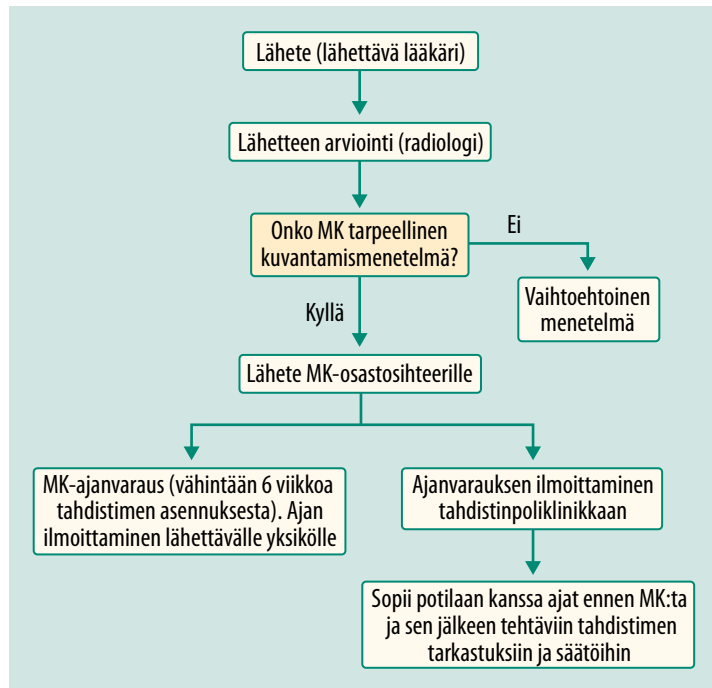 Lähete (lähettävä lääkäri)
Lähetteen arviointi (radiologi)
Onko MK tarpeellinen
kuvantamismenetelmä?
Ei
Vaihtoehtoinen
menetelmä
Kyllä
Lähete MK-osastosihteerille
MK-ajanvaraus (vähintään 6 viikkoa
tahdistimen asennuksesta). Ajan
ilmoittaminen lähettävälle yksikölle
Ajanvarauksen ilmoittaminen
tahdistinpoliklinikkaan
Sopii potilaan kanssa ajat ennen MK:ta
ja sen jälkeen tehtäviin tahdistimen
tarkastuksiin ja säätöihin